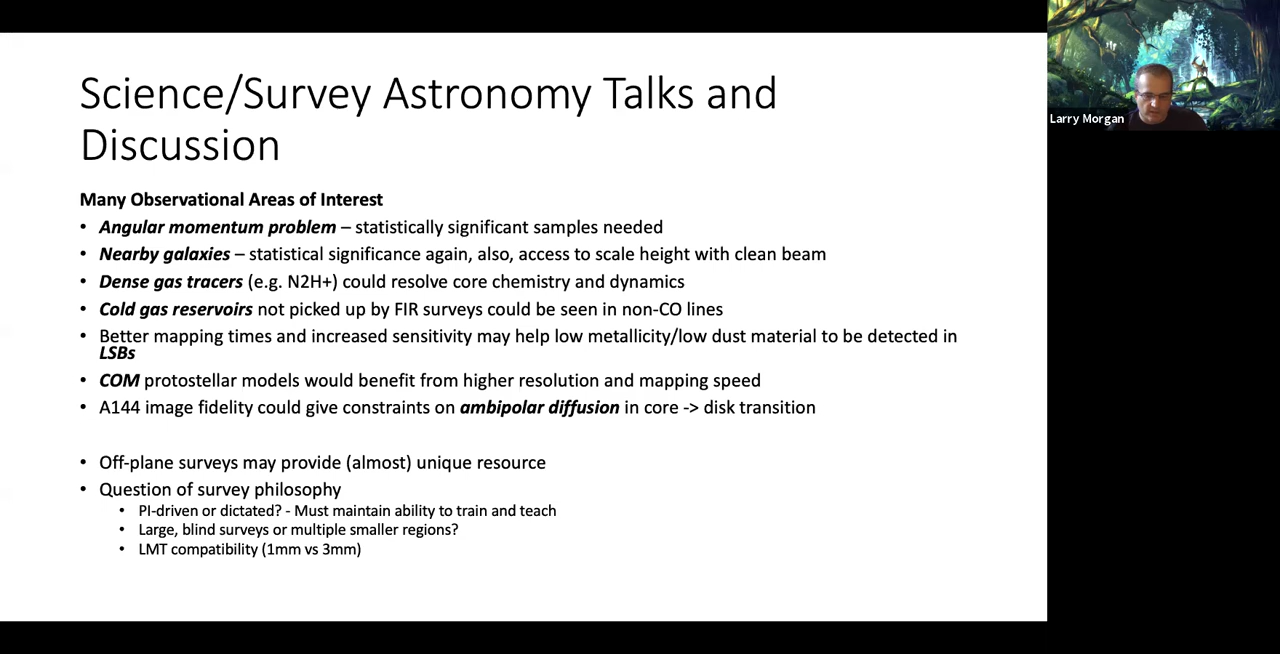 Science/Survey Astronomy Talks and
Discussion
Many Observational Areas of Interest
• Angular momentum problem – statistically significant samples needed
• Nearby galaxies – statistical significance again, also, access to scale height with clean beam
• Dense gas tracers (e.g. N2H+) could resolve core chemistry and dynamics
• Cold gas reservoirs not picked up by FIR surveys could be seen in non-CO lines
• Better mapping times and increased sensitivity may help low metallicity/low dust material to be detected in
LSBs
• COM protostellar models would benefit from higher resolution and mapping speed
• A144 image fidelity could give constraints on ambipolar diffusion in core -> disk transition
• Off-plane surveys may provide (almost) unique resource
• Question of survey philosophy
• PI-driven or dictated? - Must maintain ability to train and teach
• Large, blind surveys or multiple smaller regions?
• LMT compatibility (1mm vs 3mm)
Larry Morgan